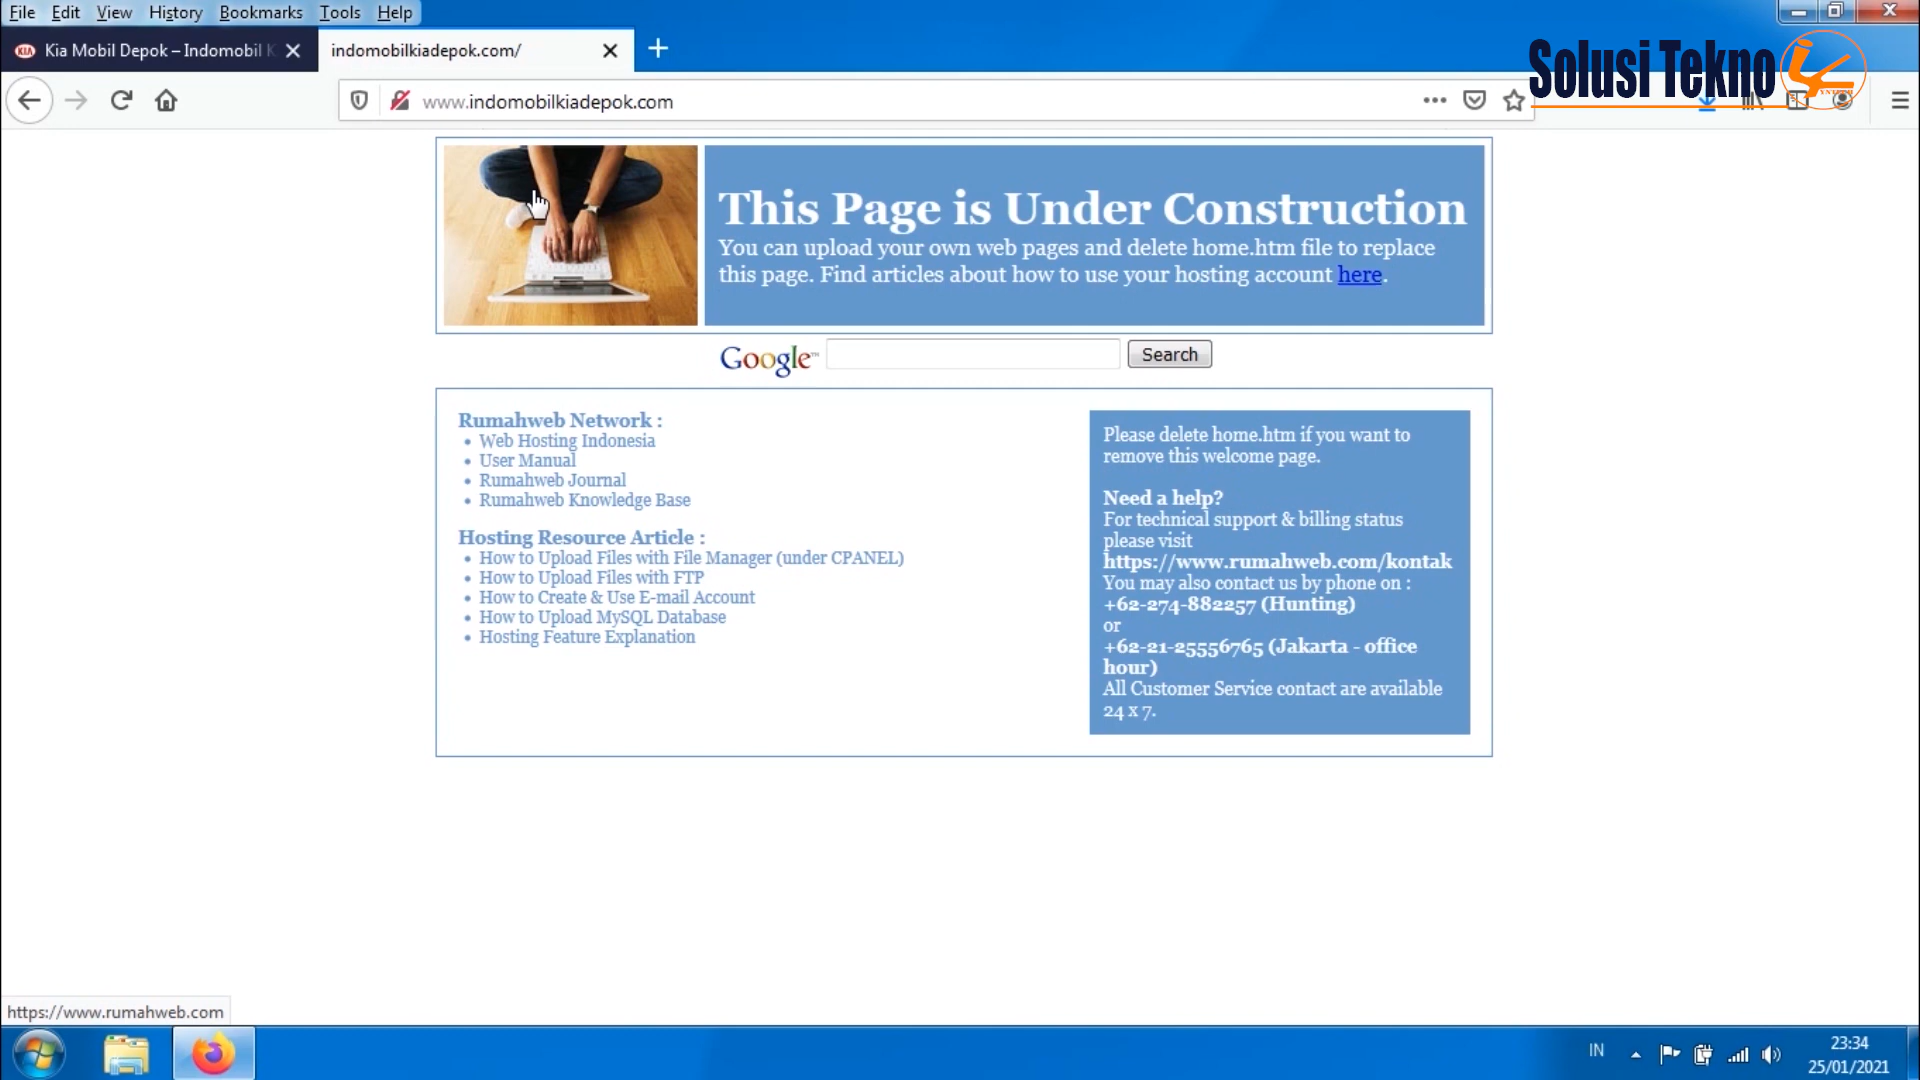 File Edit View History Bookmarks Tools Help
KIA Kia Mobil Depok – Indomobil K
indomobilkiadepok.com/
Solusi Tekno
www.indomobilkiadepok.com
This Page is Under Construction
You can upload your own web pages and delete home.htm file to replace
this page. Find articles about how to use your hosting account here.
Google™ Search
Rumahweb Network :
Web Hosting Indonesia
User Manual
Rumahweb Journal
Rumahweb Knowledge Base
Hosting Resource Article :
How to Upload Files with File Manager (under CPANEL)
How to Upload Files with FTP
How to Create & Use E-mail Account
How to Upload MySQL Database
Hosting Feature Explanation
Please delete home.htm if you want to
remove this welcome page.
Need a help?
For technical support & billing status
please visit
https://www.rumahweb.com/kontak
You may also contact us by phone on :
+62-274-882257 (Hunting)
or
+62-21-25556765 (Jakarta - office
hour)
All Customer Service contact are available
24 x 7.
https://www.rumahweb.com
IN
23:34
25/01/2021